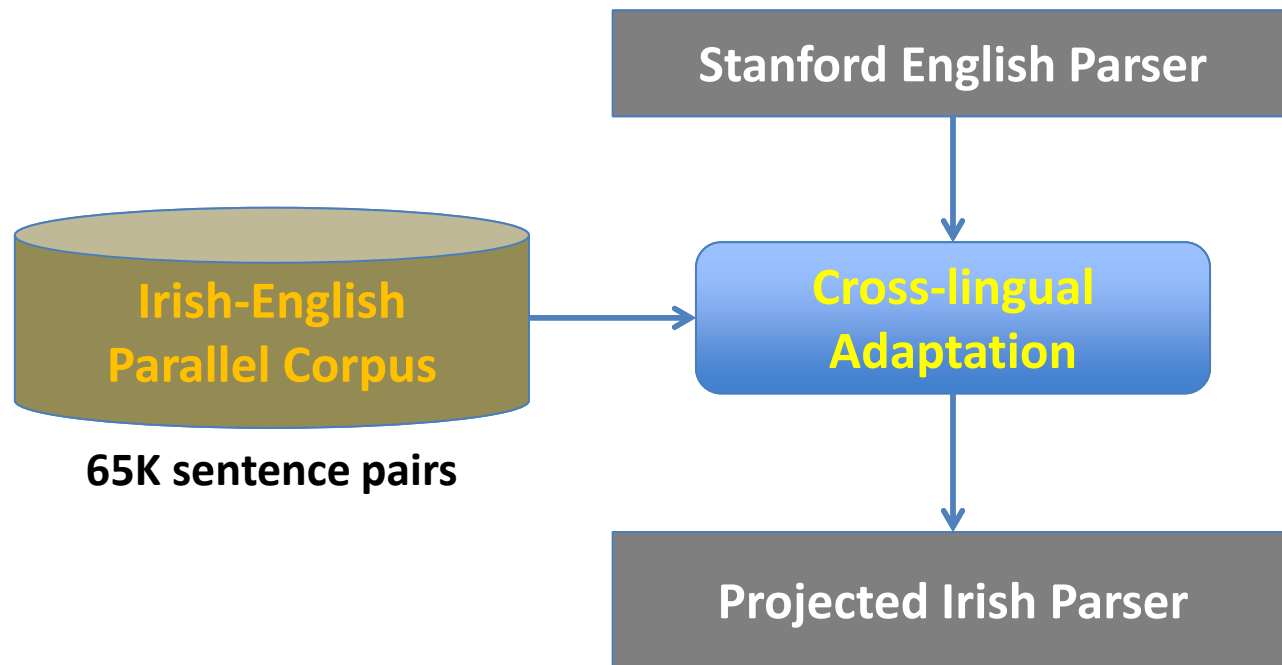 Stanford English Parser
Irish-English
Parallel Corpus
65K sentence pairs
Cross-lingual
Adaptation
Projected Irish Parser